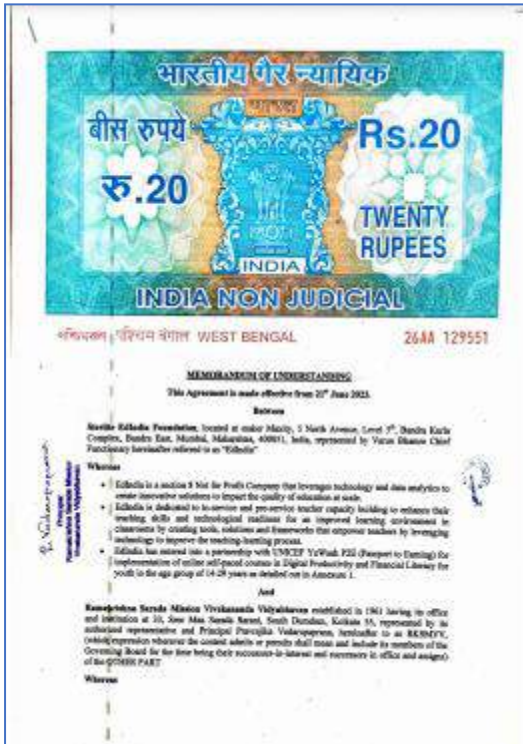 भारतीय गैर न्यायिक
भारत
बीस रुपये
Rs.20
रु.20
TWENTY
RUPEES
INDIA
INDIA NON JUDICIAL
পশ্চিমবঙ্গ पश्चिम बंगाल WEST BENGAL
26AA 129551
MEMORANDUM OF UNDERSTANDING
This Agreement is made effective from 21st June 2023.
Between
EdIndia Foundation, located at maker Maxity, 3 North Avenue, Level 3rd, Bandra Kurla
Complex, Bandra East, Mumbai, Maharashtra, 400051, India, represented by Varun Chief
Functionary hereinafter referred to as "EdIndia"
Whereas
• EdIndia is a section 8 Not for Profit Company that leverages technology and data analytics to
create innovative solutions to impact the quality of education at scale.
• EdIndia is dedicated to in-service and pre-service teacher capacity building to enhance their
teaching skills and technological readiness for an improved learning environment in
classrooms by creating tools, solutions and frameworks that empower teachers by leveraging
technology to improve the teaching-learning process.
• EdIndia has entered into a partnership with UNICEF YuWaah P2E (Passport to Earning) for
implementation of online self-paced courses in Digital Productivity and Financial Literacy for
youth in the age group of 14-29 years as detailed out in Annexure 1.
And
Ramakrishna Sarada Mission Vivekananda Vidyabhavan established in 1961 having its office
and institution at 33, Sree Maa Sarada Sarani, South Dumdum, Kolkata 55, represented by its
authorized representative and Principal Pravrajika Vedarupaprana, hereinafter to as RKSMVV,
(which expression wherever the context admits or permits shall mean and include its members of the
Governing Board for the time being their successors-in-interest and successors in office and assigns)
of the OTHER PART
Whereas
Principal
Ramakrishna Sarada Mission
Vivekananda Vidyabhavan